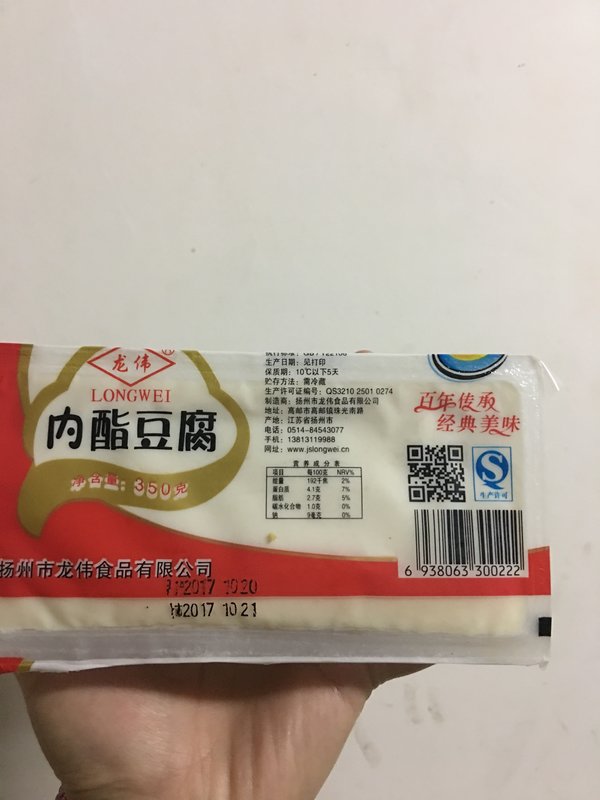 龙伟
®
LONGWEI
内酯豆腐
净含量：350克
扬州市龙伟食品有限公司
2017 10 20
2017 10 21
生产日期：见打印
保质期：10℃以下5天
贮存方法：需冷藏
生产许可证编号：QS3210 2501 0274
制造商：扬州市龙伟食品有限公司
地址：高邮市高邮镇珠光南路
产地：江苏省扬州市
电话：0514-84543077
手机：13813119988
网址：www.jslongwei.cn
营养成分表
项目 每100克 NRV%
能量 192千焦 2%
蛋白质 4.1克 7%
脂肪 2.7克 5%
碳水化合物 1.0克 0%
钠 9毫克 0%
百年传承
经典美味
生产许可
6 938063 300222